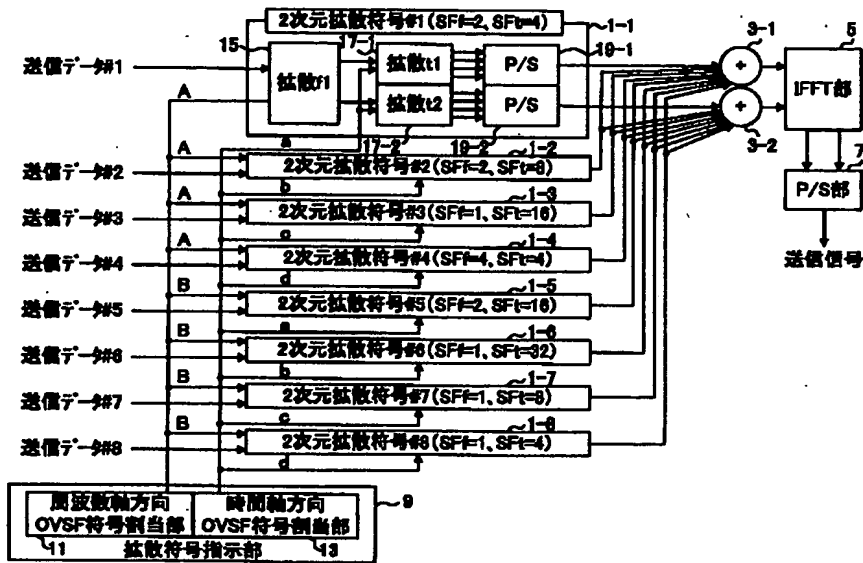 2次元拡散符号#1(SFf=2、SFt=4)
1-1
15
17-1
19-1
3-1
5
送信データ#1
拡散f1
拡散t1
P/S
+
IFFT部
A
拡散t2
P/S
+
17-2
19-2
3-2
a
1-2
7
A
2次元拡散符号#2(SFf=2、SFt=8)
送信データ#2
P/S部
b
1-3
A
2次元拡散符号#3(SFf=1、SFt=16)
送信データ#3
c
1-4
送信信号
A
2次元拡散符号#4(SFf=4、SFt=4)
送信データ#4
d
1-5
B
2次元拡散符号#5(SFf=2、SFt=16)
送信データ#5
a
1-6
B
2次元拡散符号#6(SFf=1、SFt=32)
送信データ#6
b
1-7
B
2次元拡散符号#7(SFf=1、SFt=8)
送信データ#7
c
1-8
B
2次元拡散符号#8(SFf=1、SFt=4)
送信データ#8
d
周波数軸方向
OVSF符号割当部
時間軸方向
OVSF符号割当部
9
11
拡散符号指示部
13